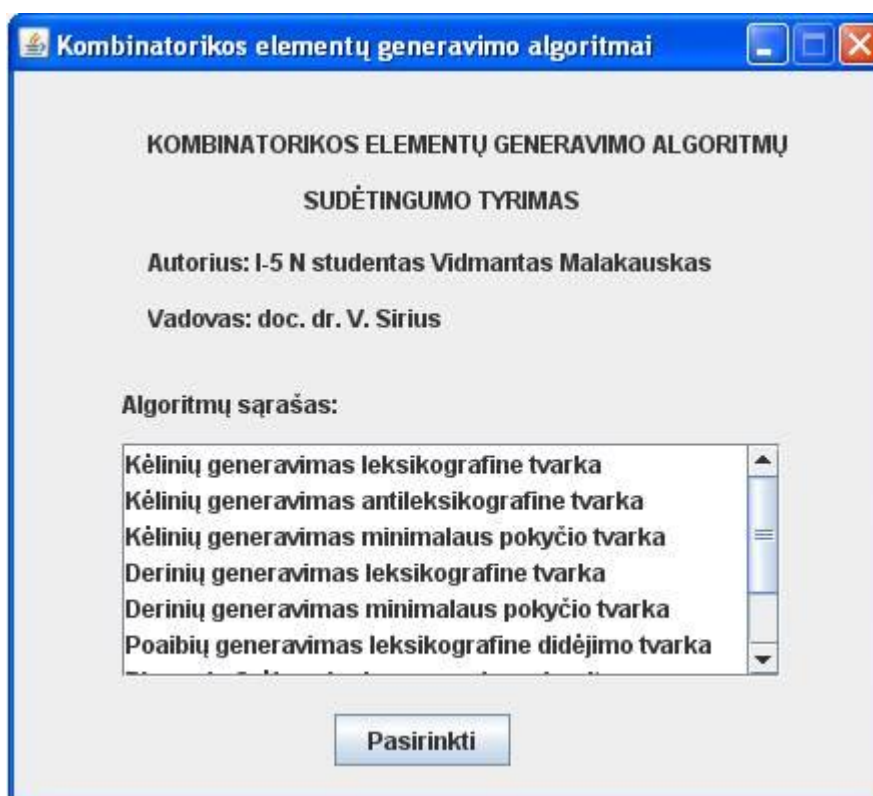 Kombinatorikos elementų generavimo algoritmai
KOMBINATORIKOS ELEMENTŲ GENERAVIMO ALGORITMŲ
SUDĖTINGUMO TYRIMAS
Autorius: I-5 N studentas Vidmantas Malakauskas
Vadovas: doc. dr. V. Sirius
Algoritmų sąrašas:
Kėlinių generavimas leksikografine tvarka
Kėlinių generavimas antileksikografine tvarka
Kėlinių generavimas minimalaus pokyčio tvarka
Derinių generavimas leksikografine tvarka
Derinių generavimas minimalaus pokyčio tvarka
Poaibių generavimas leksikografine didėjimo tvarka
Pasirinkti